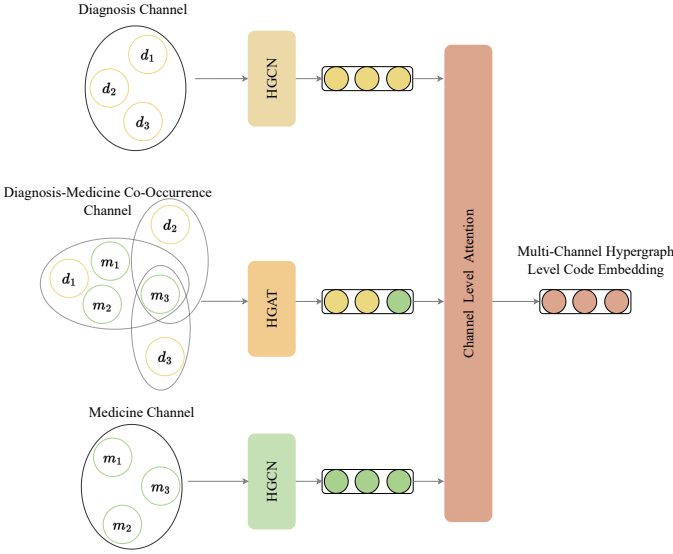 Diagnosis Channel
d1
d2
d3
HGCN
Diagnosis-Medicine Co-Occurrence
Channel
d2
m1
d1
m2
m3
d3
HGAT
Medicine Channel
m1
m3
m2
HGCN
Channel Level Attention
Multi-Channel Hypergraph
Level Code Embedding